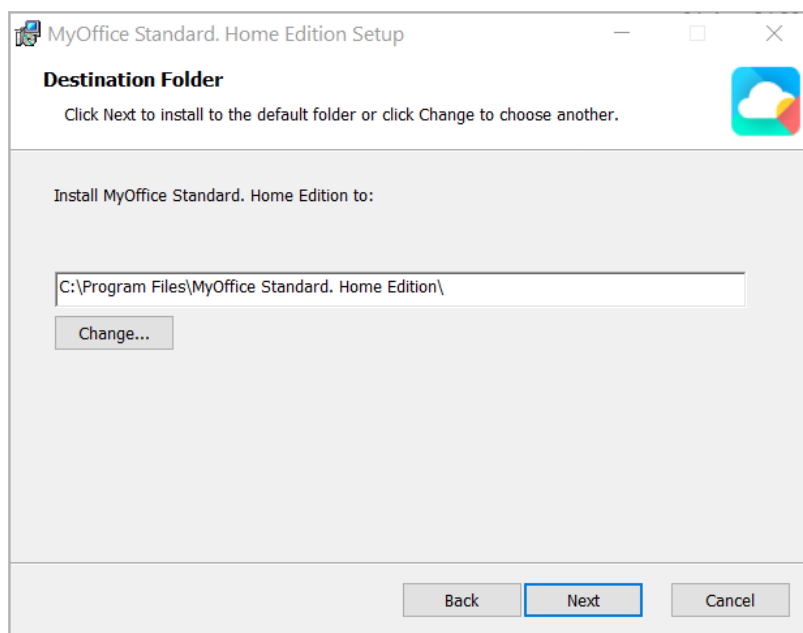 MyOffice Standard. Home Edition Setup
Destination Folder
Click Next to install to the default folder or click Change to choose another.
Install MyOffice Standard. Home Edition to:
C:\Program Files\MyOffice Standard. Home Edition\
Change...
Back Next Cancel